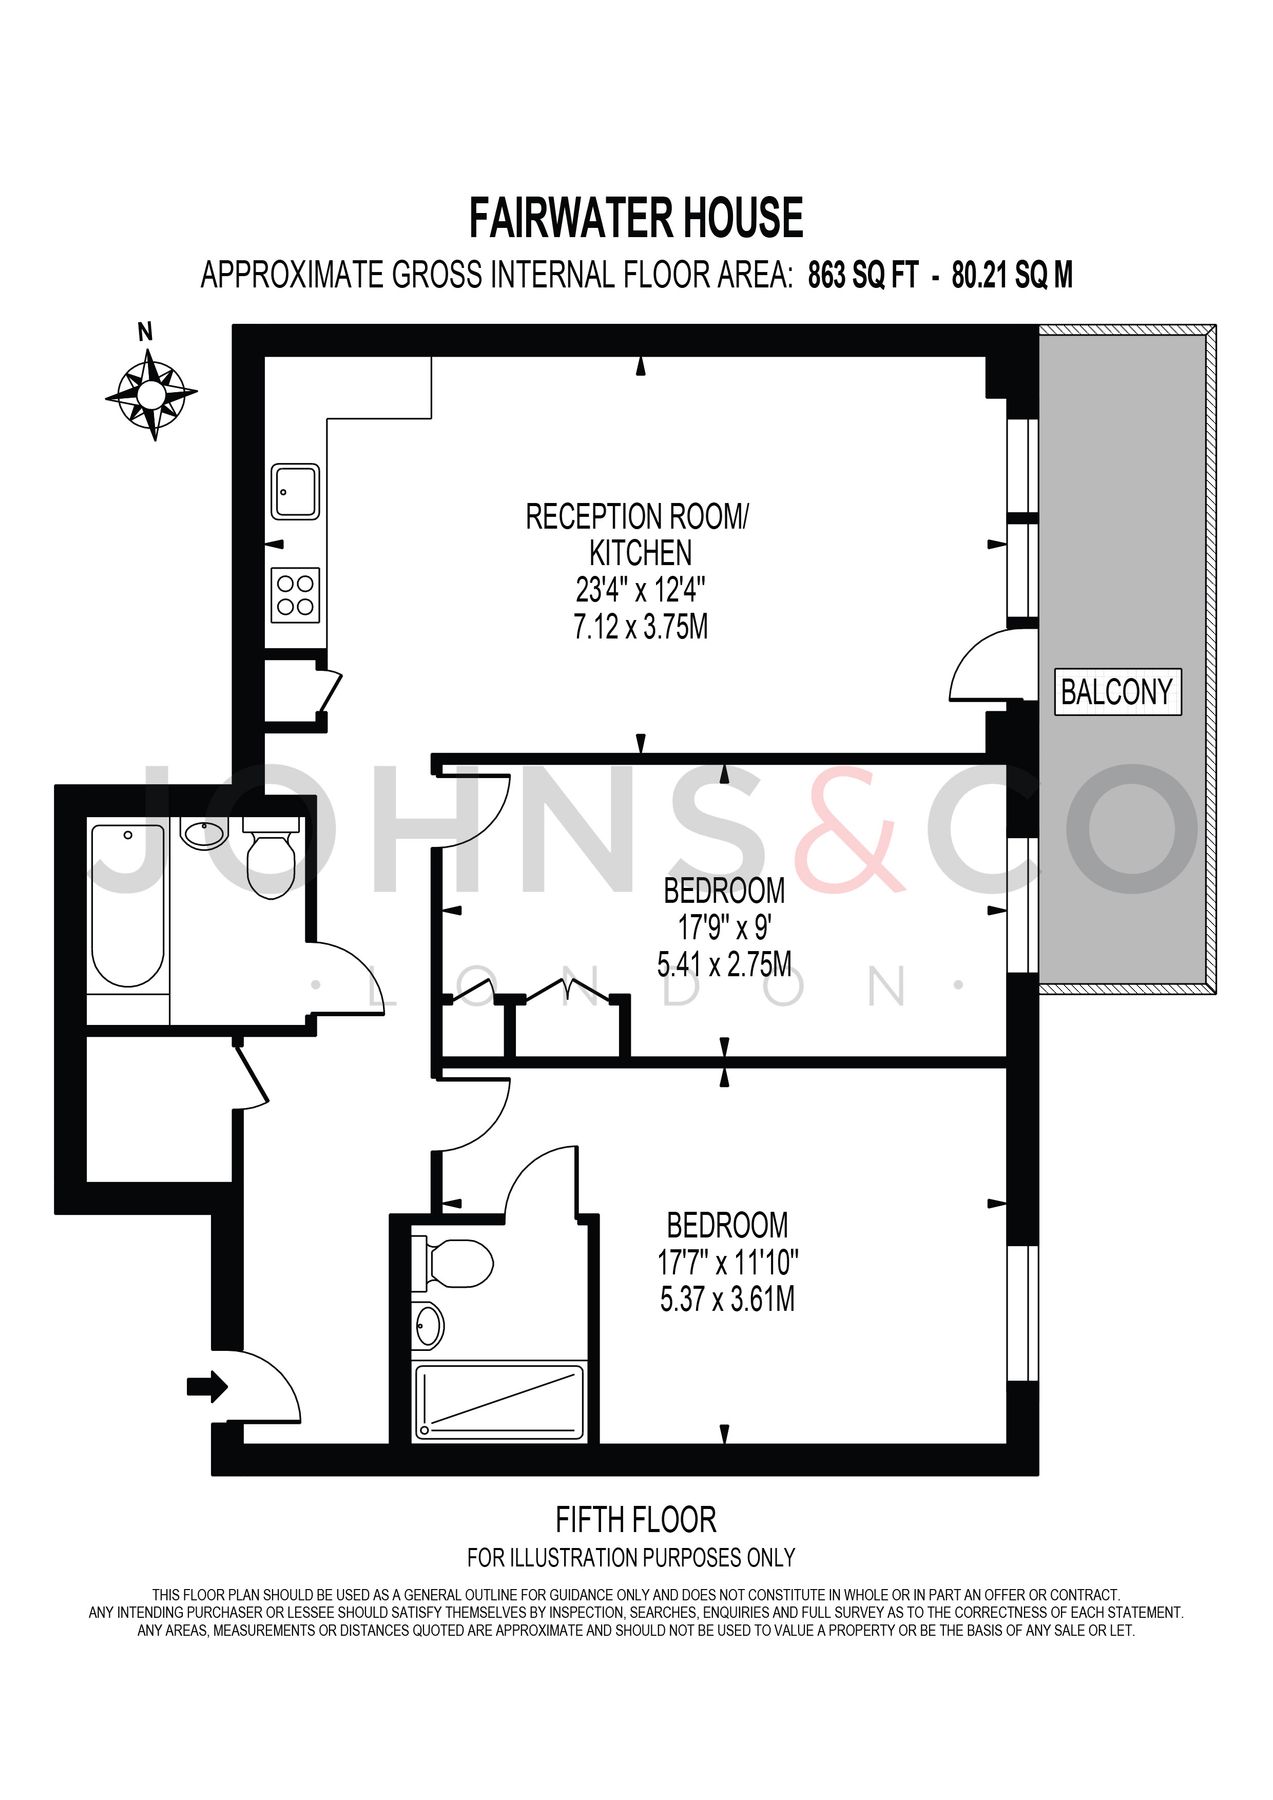 FAIRWATER HOUSE
APPROXIMATE GROSS INTERNAL FLOOR AREA: 863 SQ FT - 80.21 SQ M
N
RECEPTION ROOM/
KITCHEN
23'4" x 12'4"
7.12 x 3.75M
BALCONY
JOHNS&CO
BEDROOM
17'9" x 9'
5.41 x 2.75M
· LONDON ·
BEDROOM
17'7" x 11'10"
5.37 x 3.61M
FIFTH FLOOR
FOR ILLUSTRATION PURPOSES ONLY
THIS FLOOR PLAN SHOULD BE USED AS A GENERAL OUTLINE FOR GUIDANCE ONLY AND DOES NOT CONSTITUTE IN WHOLE OR IN PART AN OFFER OR CONTRACT.
ANY INTENDING PURCHASER OR LESSEE SHOULD SATISFY THEMSELVES BY INSPECTION, SEARCHES, ENQUIRIES AND FULL SURVEY AS TO THE CORRECTNESS OF EACH STATEMENT.
ANY AREAS, MEASUREMENTS OR DISTANCES QUOTED ARE APPROXIMATE AND SHOULD NOT BE USED TO VALUE A PROPERTY OR BE THE BASIS OF ANY SALE OR LET.